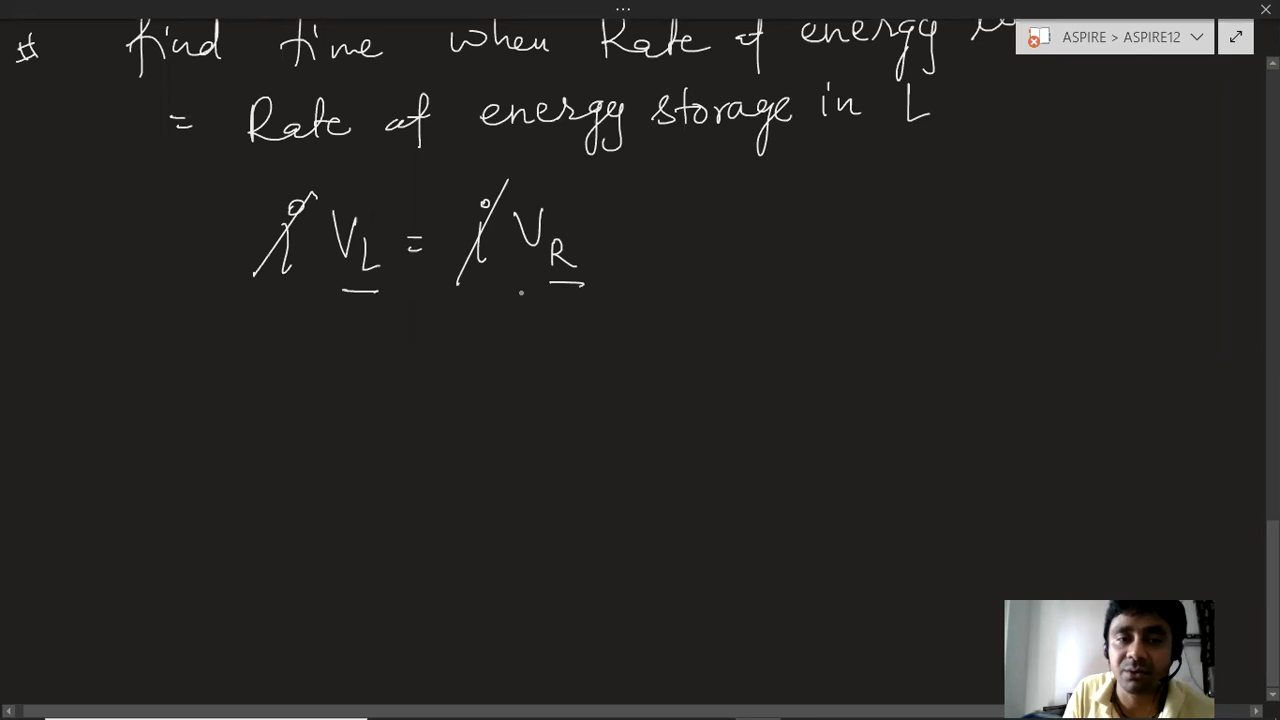 # find time when Rate of energy
ASPIRE > ASPIRE12
= Rate of energy storage in L
i V_L = i V_R